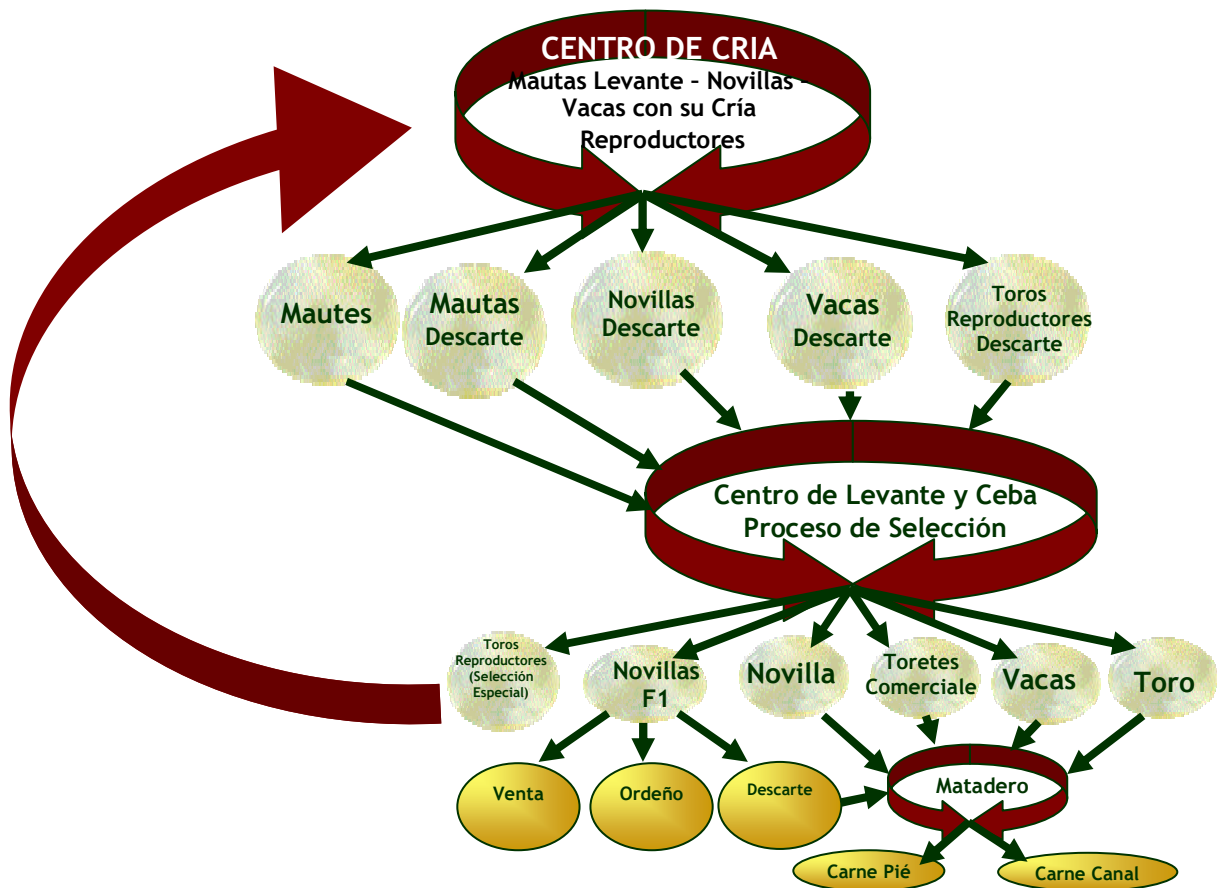 CENTRO DE CRIA
Mautas Levante - Novillas -
Vacas con su Cría
Reproductores
Mautes
Mautas
Descarte
Novillas
Descarte
Vacas
Descarte
Toros
Reproductores
Descarte
Centro de Levante y Ceba
Proceso de Selección
Toros
Reproductores
(Selección
Especial)
Novillas
F1
Novilla
Toretes
Comerciale
Vacas
Toro
Venta
Ordeño
Descarte
Matadero
Carne Pié
Carne Canal